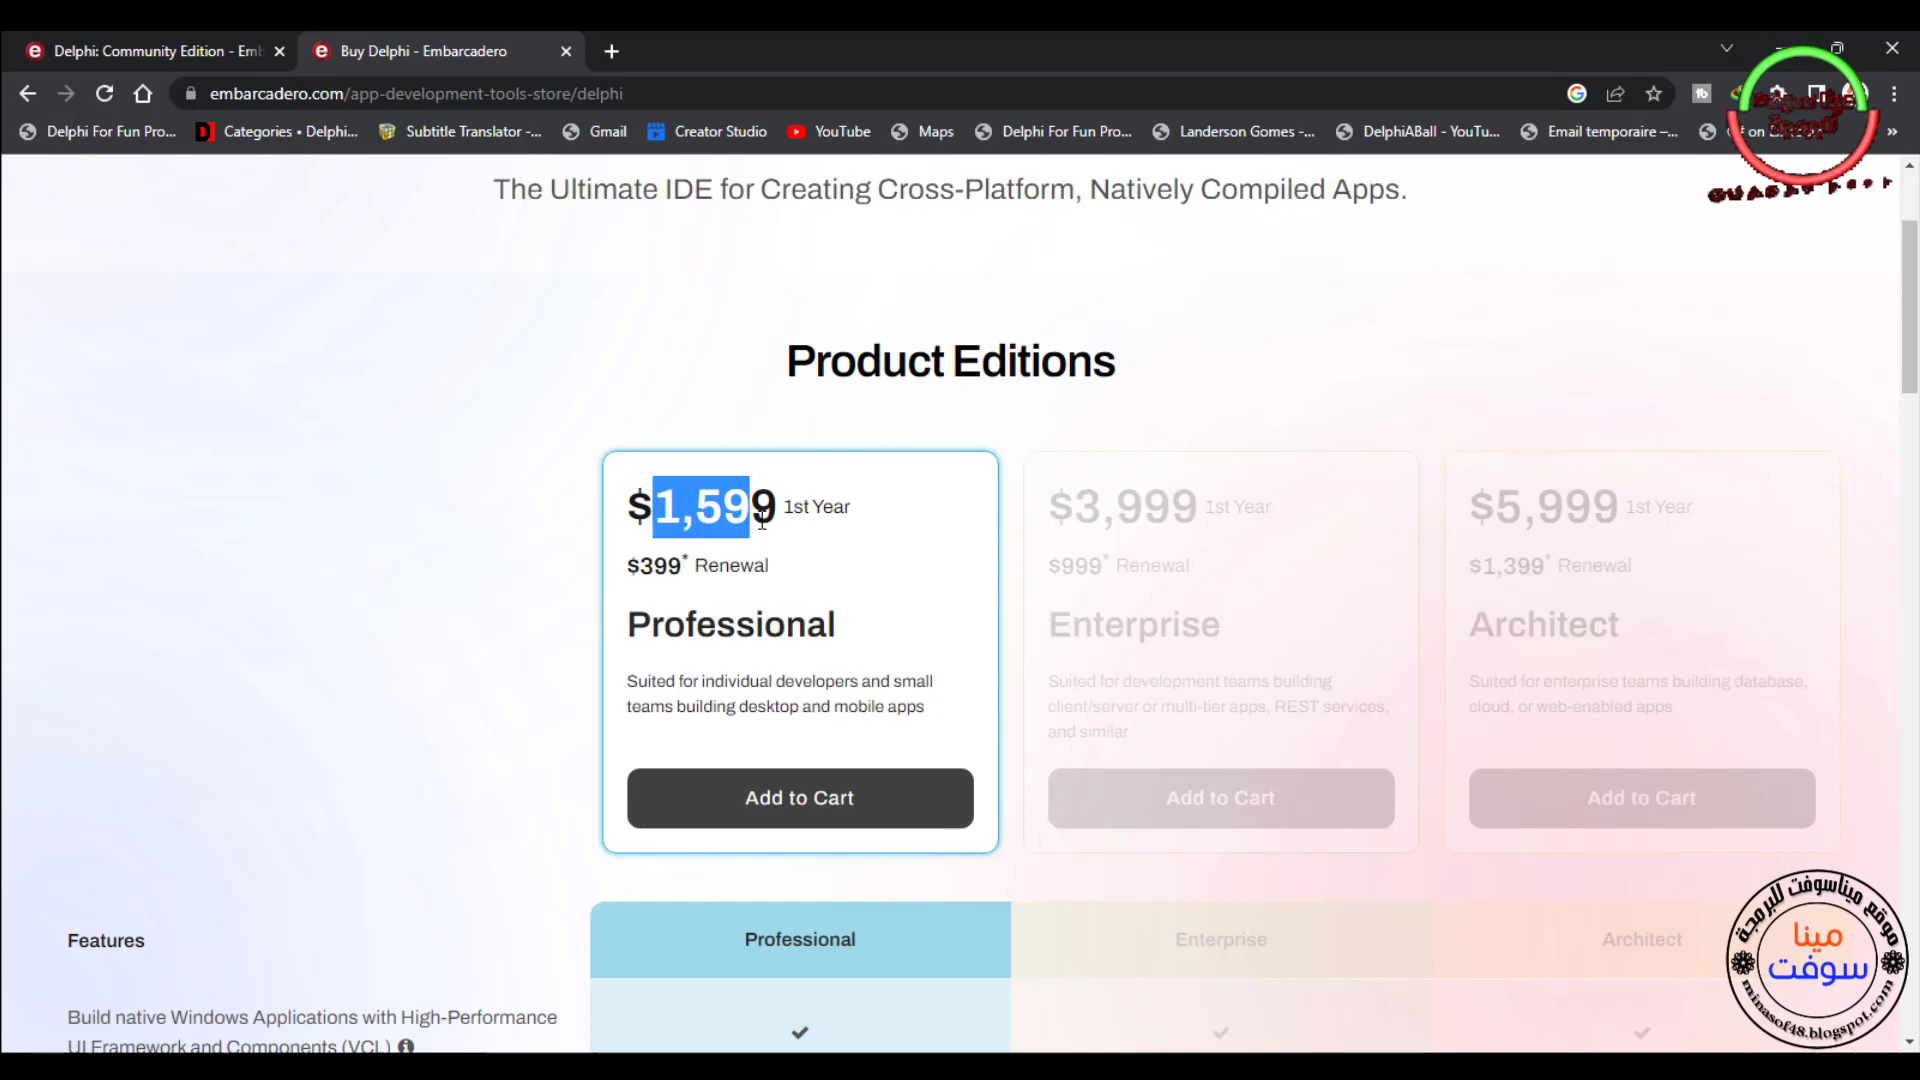 Delphi: Community Edition - Emb
Buy Delphi - Embarcadero
embarcadero.com/app-development-tools-store/delphi
Delphi For Fun Pro...
Categories • Delphi...
Subtitle Translator -...
Gmail
Creator Studio
YouTube
Maps
Delphi For Fun Pro...
Landerson Gomes -...
DelphiABall - YouTu...
Email temporaire –...
The Ultimate IDE for Creating Cross-Platform, Natively Compiled Apps.
Product Editions
$1,599 1st Year
$399* Renewal
Professional
Suited for individual developers and small
teams building desktop and mobile apps
Add to Cart
$3,999 1st Year
$999* Renewal
Enterprise
Suited for development teams building
client/server or multi-tier apps, REST services,
and similar
Add to Cart
$5,999 1st Year
$1,399* Renewal
Architect
Suited for enterprise teams building database,
cloud, or web-enabled apps
Add to Cart
Features
Professional
Enterprise
Architect
Build native Windows Applications with High-Performance
UI Framework and Components (VCL)
موقع ميناسوفت للبرمجة
مينا
سوفت
minasof48.blogspot.com